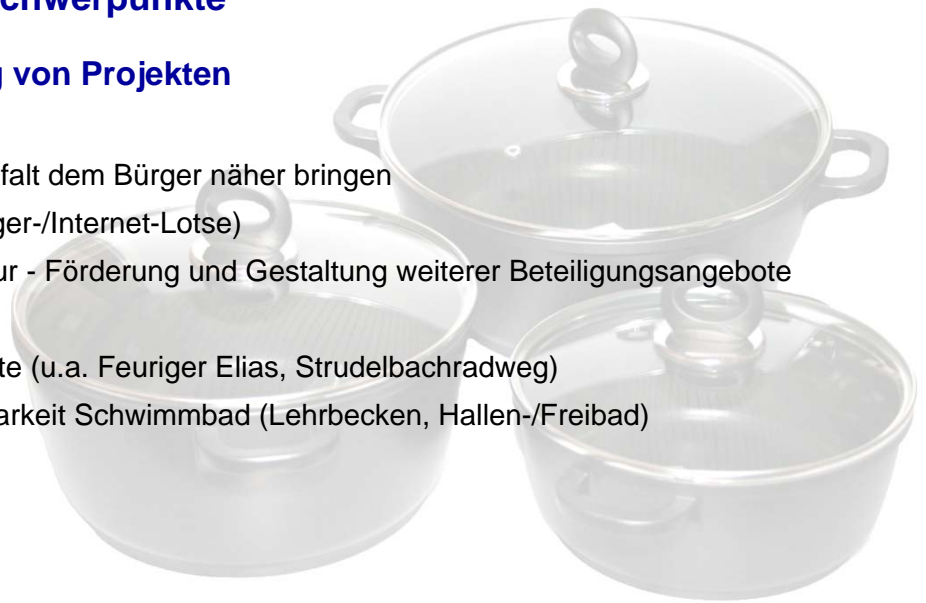 chwerpunkte
g von Projekten
falt dem Bürger näher bringen
ger-/Internet-Lotse)
ur - Förderung und Gestaltung weiterer Beteiligungsangebote
te (u.a. Feuriger Elias, Strudelbachradweg)
arkeit Schwimmbad (Lehrbecken, Hallen-/Freibad)